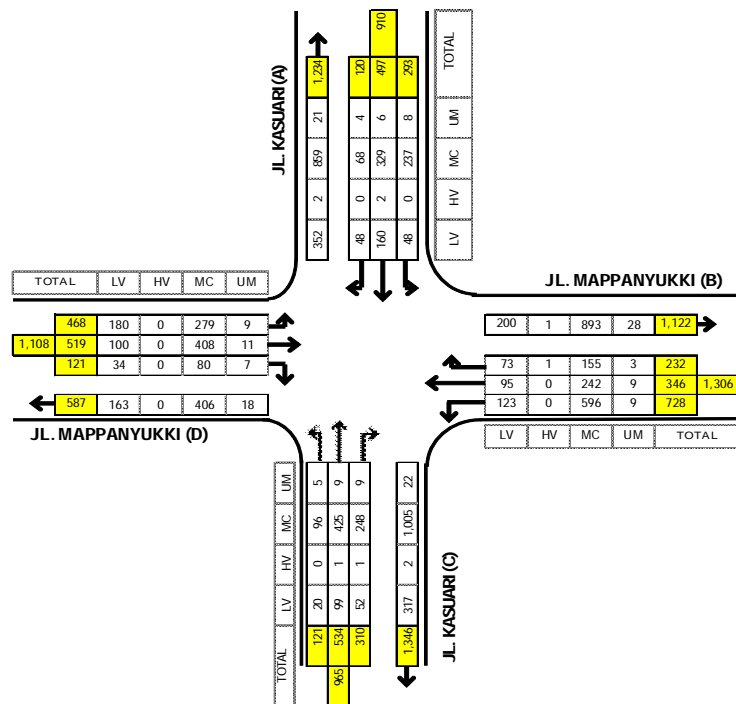 JL. KASUARI (A)
910
1,234 120 497 293 TOTAL
21 4 6 8 UM
859 68 329 237 MC
2 0 2 0 HV
352 48 160 48 LV
TOTAL LV HV MC UM
468 180 0 279 9
1,108 519 100 0 408 11
121 34 0 80 7
587 163 0 406 18
JL. MAPPANYUKKI (D)
JL. MAPPANYUKKI (B)
200 1 893 28 1,122
73 1 155 3 232
95 0 242 9 346 1,306
123 0 596 9 728
LV HV MC UM TOTAL
UM 5 9 9 22
MC 96 425 248 1,005
HV 0 1 1 2
LV 20 99 52 317
TOTAL 121 534 310 1,346
965
JL. KASUARI (C)